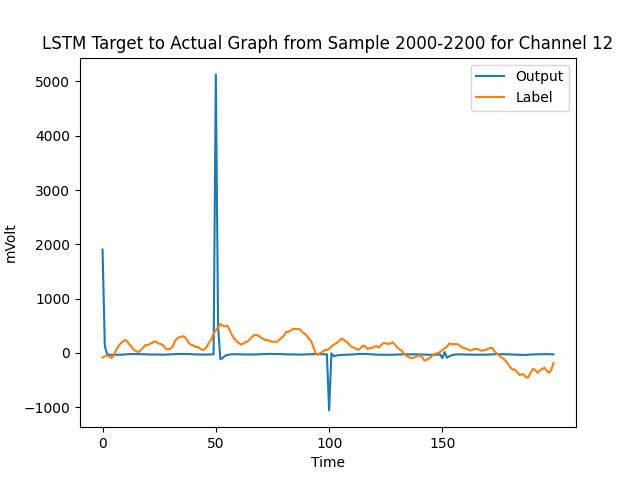 LSTM Target to Actual Graph from Sample 2000-2200 for Channel 12
Output
Label
5000
4000
3000
2000
1000
0
−1000
mVolt
0
50
100
150
Time